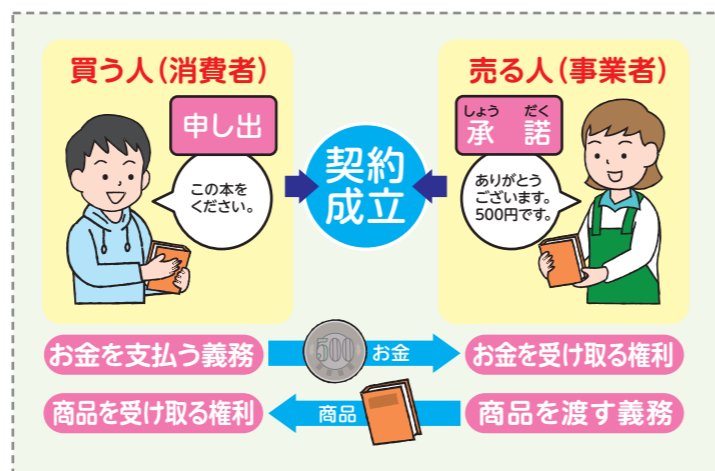 買う人(消費者)
申し出
この本を
ください。
契約
成立
売る人(事業者)
しょう だく
承 諾
ありがとう
ございます。
500円です。
お金を支払う義務
500
お金
お金を受け取る権利
商品を受け取る権利
商品
商品を渡す義務